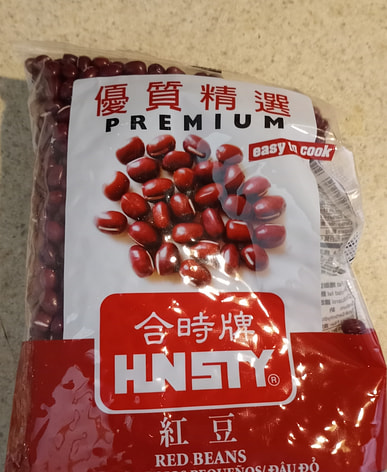 優質精選
PREMIUM
easy to cook
合時牌
HNSTY®
紅豆
RED BEANS
PEQUEÑOS/ĐẬU ĐỎ